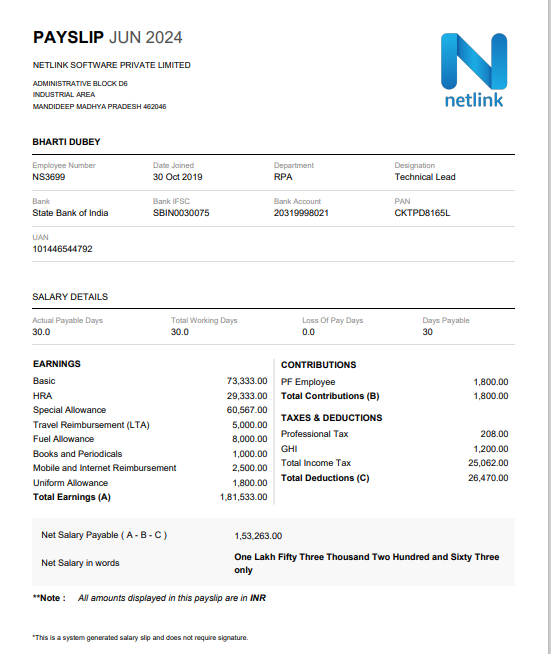 PAYSLIP JUN 2024
NETLINK SOFTWARE PRIVATE LIMITED
ADMINISTRATIVE BLOCK D6
INDUSTRIAL AREA
MANDIDEEP MADHYA PRADESH 462046
netlink
BHARTI DUBEY
Employee Number Date Joined Department Designation
NS3699 30 Oct 2019 RPA Technical Lead
Bank Bank IFSC Bank Account PAN
State Bank of India SBIN0030075 20319998021 CKTPD8165L
UAN
101446544792
SALARY DETAILS
Actual Payable Days Total Working Days Loss Of Pay Days Days Payable
30.0 30.0 0.0 30
EARNINGS
Basic 73,333.00
HRA 29,333.00
Special Allowance 60,567.00
Travel Reimbursement (LTA) 5,000.00
Fuel Allowance 8,000.00
Books and Periodicals 1,000.00
Mobile and Internet Reimbursement 2,500.00
Uniform Allowance 1,800.00
Total Earnings (A) 1,81,533.00
CONTRIBUTIONS
PF Employee 1,800.00
Total Contributions (B) 1,800.00
TAXES & DEDUCTIONS
Professional Tax 208.00
GHI 1,200.00
Total Income Tax 25,062.00
Total Deductions (C) 26,470.00
Net Salary Payable ( A - B - C ) 1,53,263.00
Net Salary in words One Lakh Fifty Three Thousand Two Hundred and Sixty Three
only
**Note : All amounts displayed in this payslip are in INR
*This is a system generated salary slip and does not require signature.